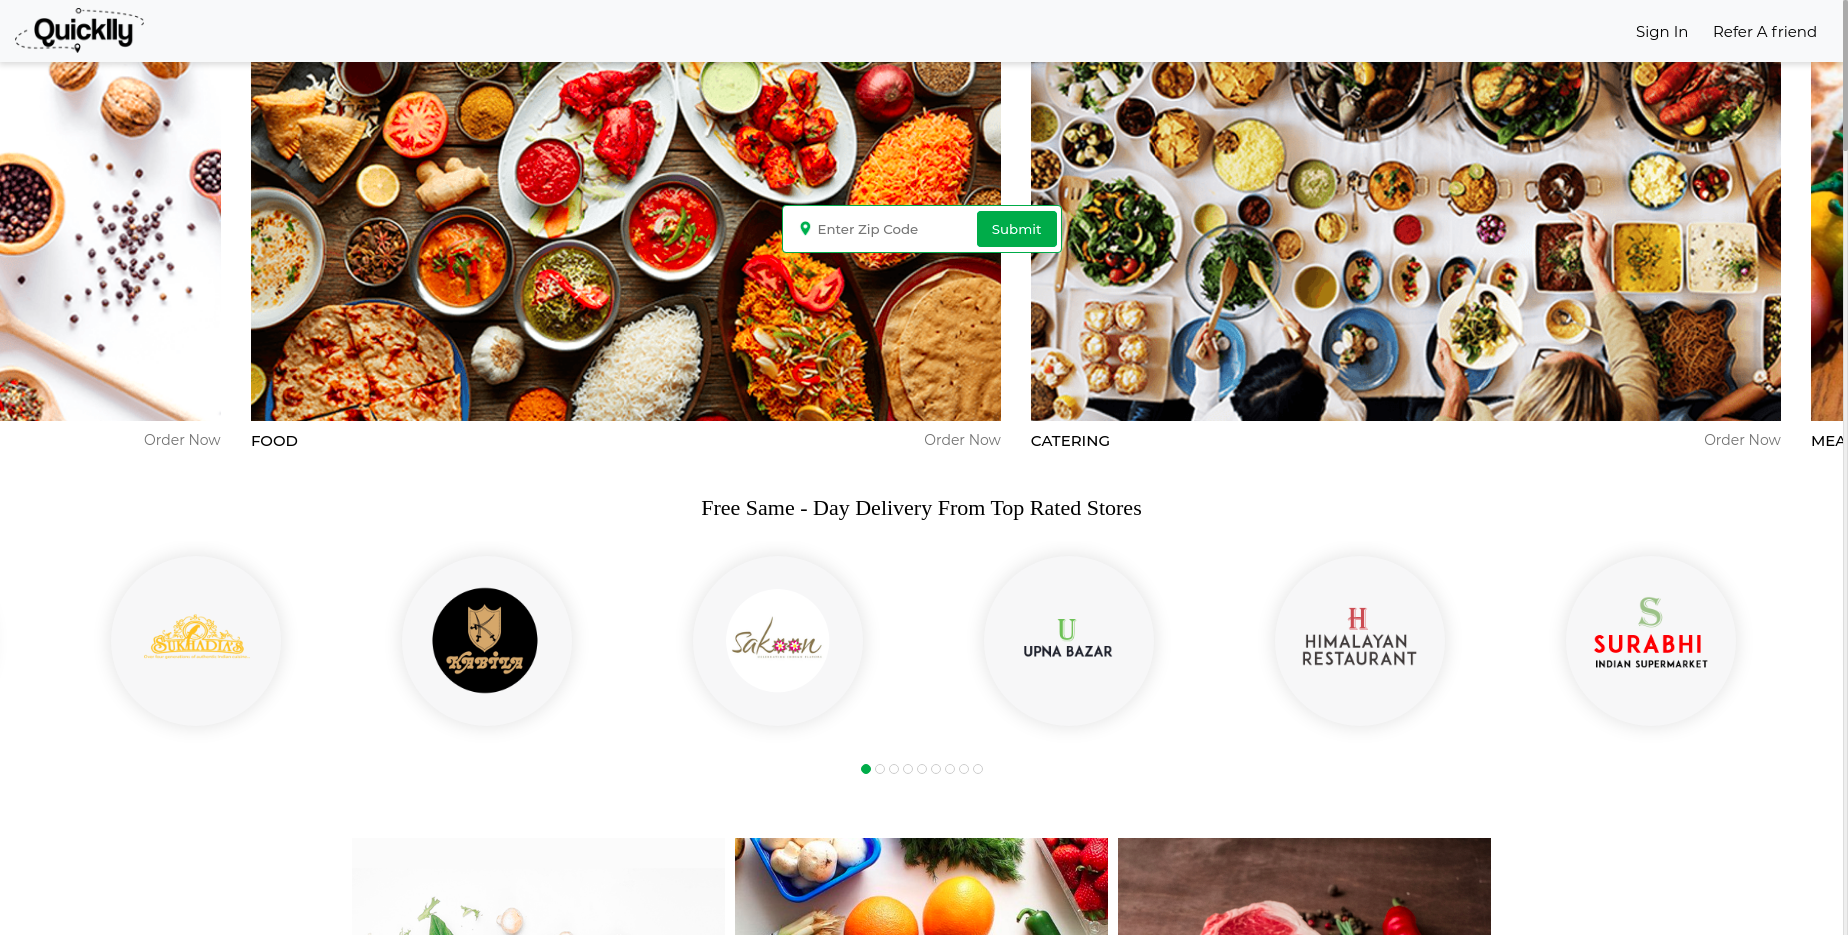 Quicklly
Sign In
Refer A friend
Enter Zip Code
Submit
Order Now
FOOD
Order Now
CATERING
Order Now
MEA
Free Same - Day Delivery From Top Rated Stores
SUKHADIA'S
KABILA
Sakoon
U
UPNA BAZAR
H
HIMALAYAN
RESTAURANT
S
SURABHI
INDIAN SUPERMARKET